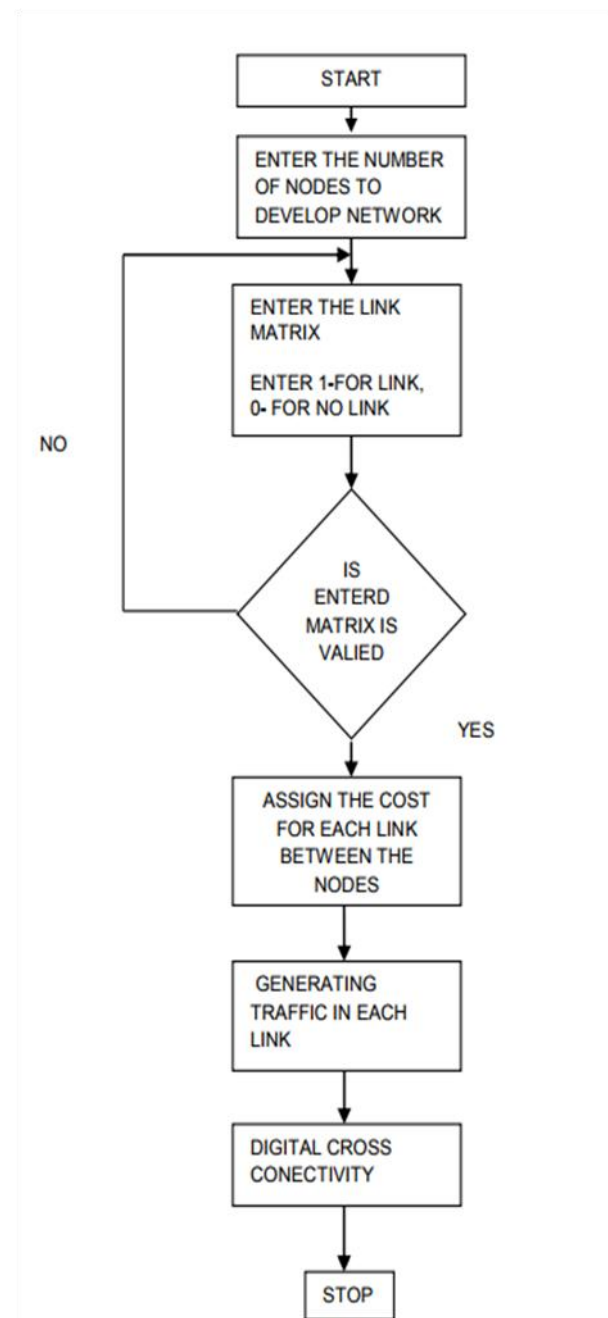 START
ENTER THE NUMBER
OF NODES TO
DEVELOP NETWORK
ENTER THE LINK
MATRIX
ENTER 1-FOR LINK,
0- FOR NO LINK
NO
IS
ENTERD
MATRIX IS
VALIED
YES
ASSIGN THE COST
FOR EACH LINK
BETWEEN THE
NODES
GENERATING
TRAFFIC IN EACH
LINK
DIGITAL CROSS
CONECTIVITY
STOP